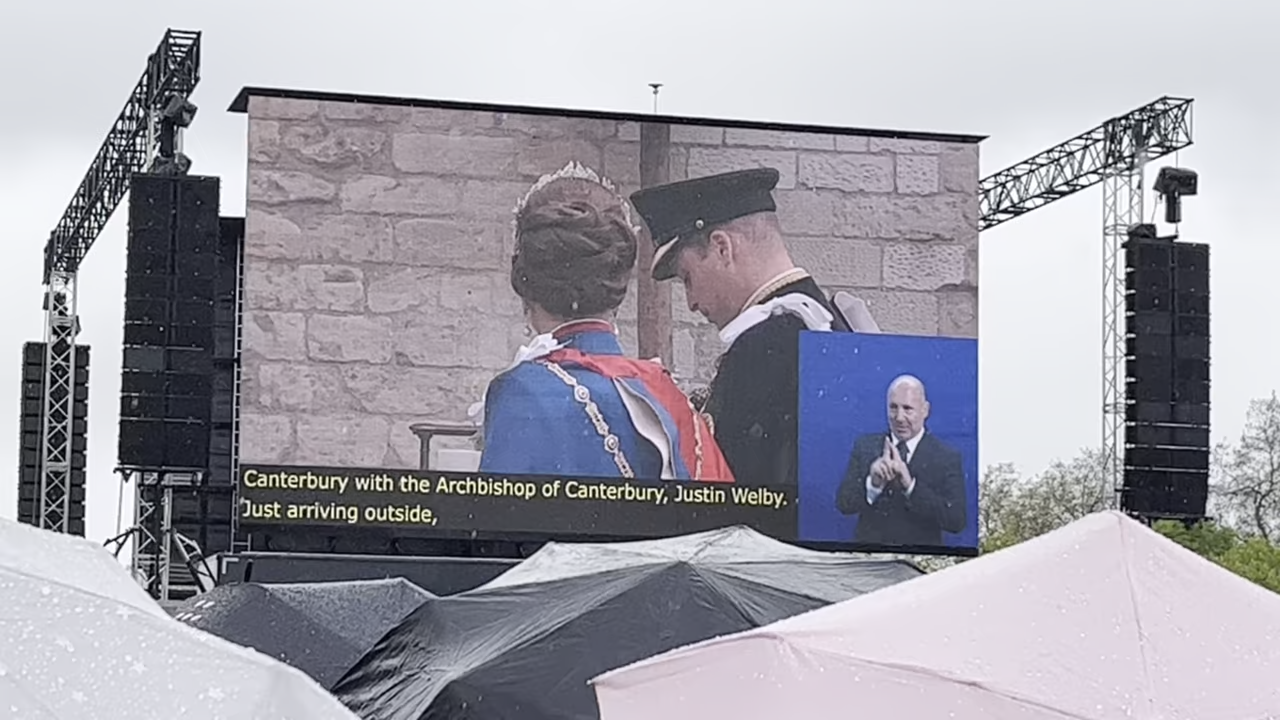 Canterbury with the Archbishop of Canterbury, Justin Welby.
Just arriving outside,